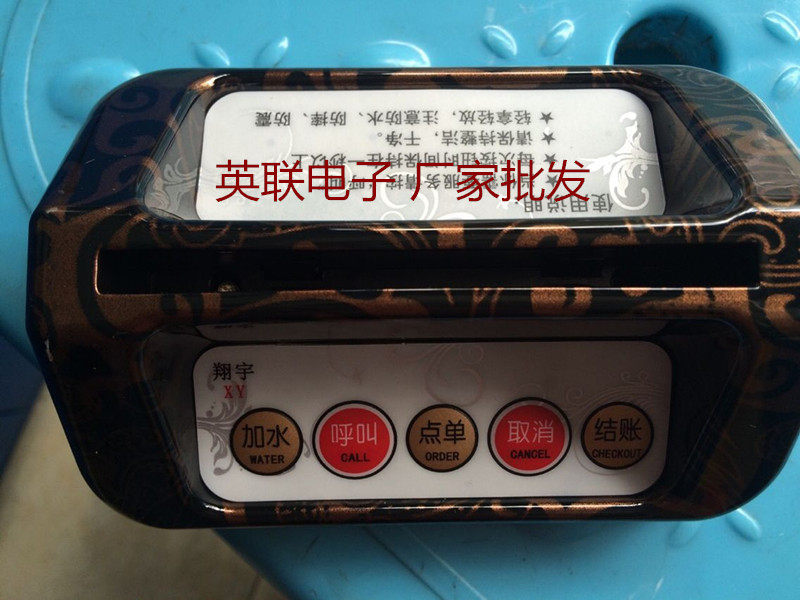 ★ 轻拿轻放，注意防水、防摔、防震
★ 请保持整洁，干净。
英联电子 厂家批发
使用说明：
翔宇
XY
加水 呼叫 点单 取消 结账
WATER CALL ORDER CANCEL CHECKOUT